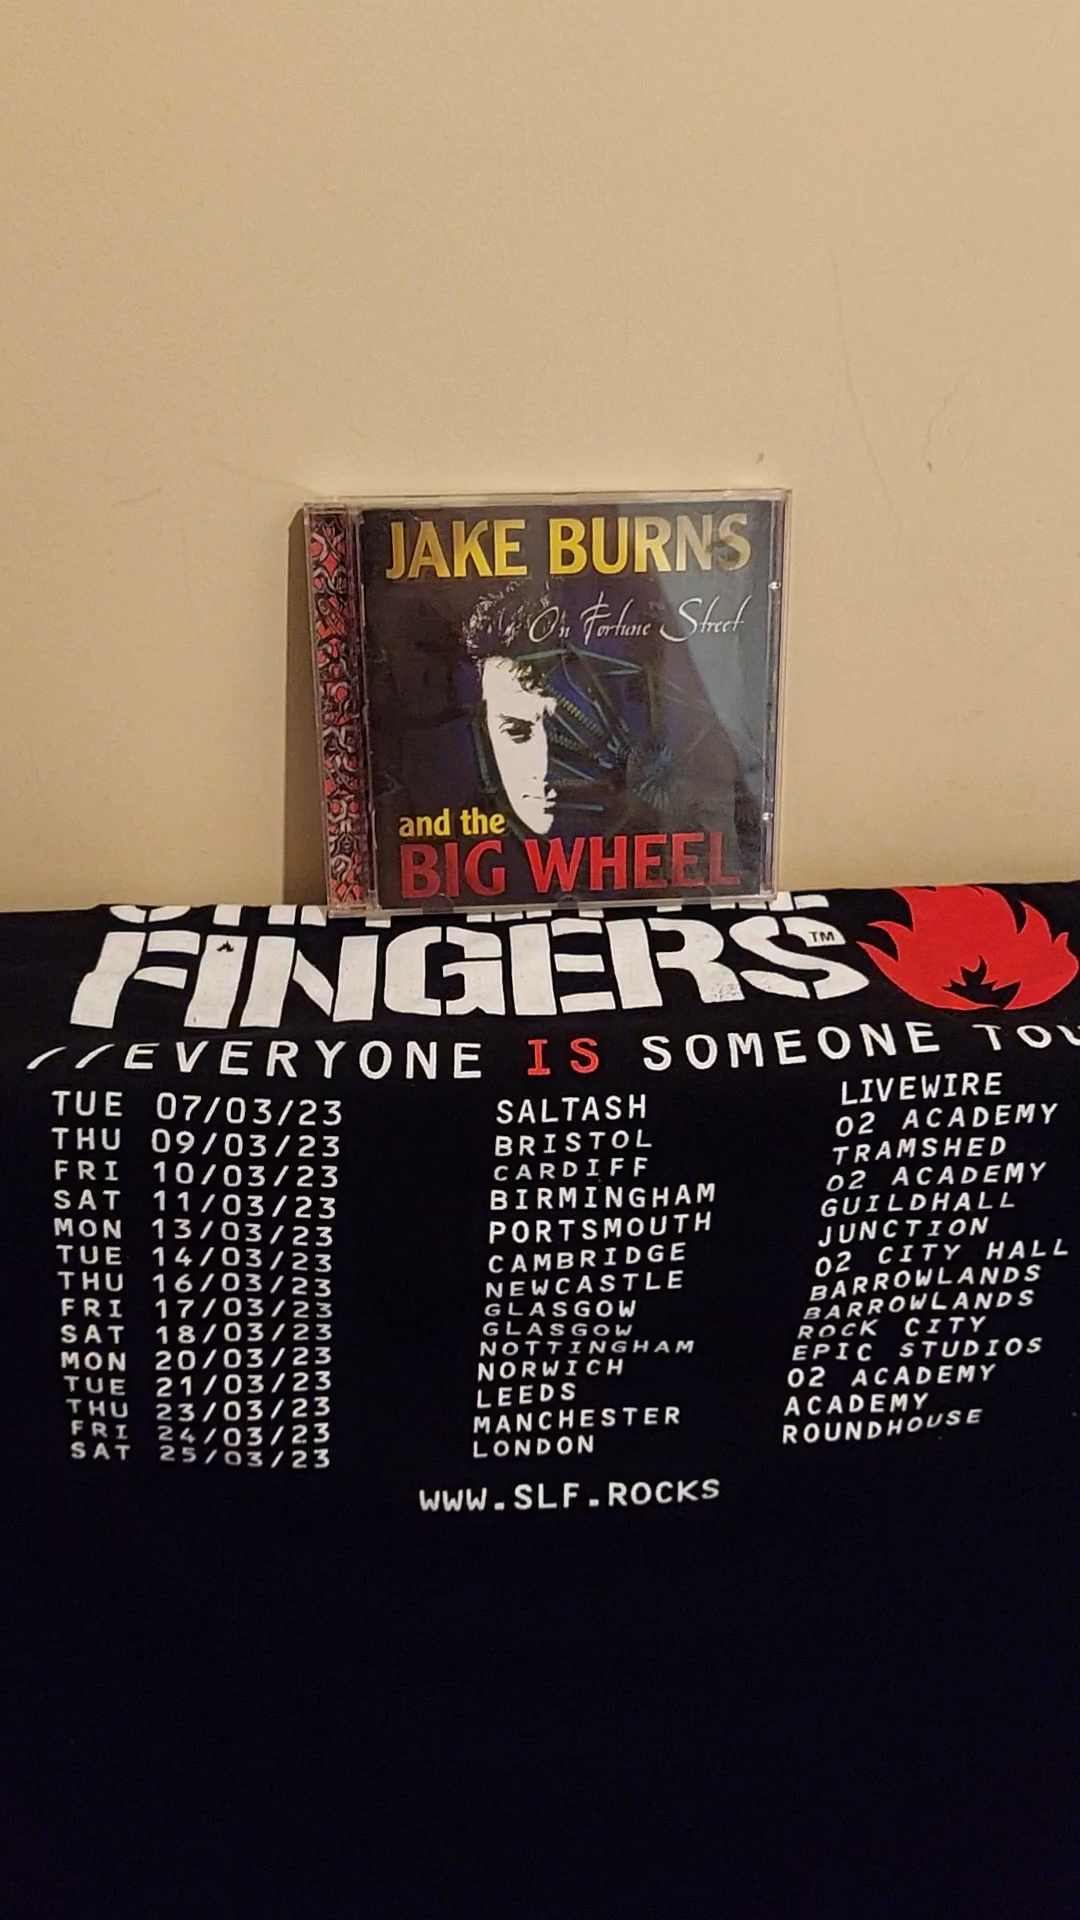 JAKE BURNS
On Fortune Street
and the
BIG WHEEL
FINGERS™
//EVERYONE IS SOMEONE TOU
TUE 07/03/23 SALTASH LIVEWIRE
THU 09/03/23 BRISTOL O2 ACADEMY
FRI 10/03/23 CARDIFF TRAMSHED
SAT 11/03/23 BIRMINGHAM O2 ACADEMY
MON 13/03/23 PORTSMOUTH GUILDHALL
TUE 14/03/23 CAMBRIDGE JUNCTION
THU 16/03/23 NEWCASTLE O2 CITY HALL
FRI 17/03/23 GLASGOW BARROWLANDS
SAT 18/03/23 GLASGOW BARROWLANDS
MON 20/03/23 NOTTINGHAM ROCK CITY
TUE 21/03/23 NORWICH EPIC STUDIOS
THU 23/03/23 LEEDS O2 ACADEMY
FRI 24/03/23 MANCHESTER ACADEMY
SAT 25/03/23 LONDON ROUNDHOUSE
WWW.SLF.ROCKS